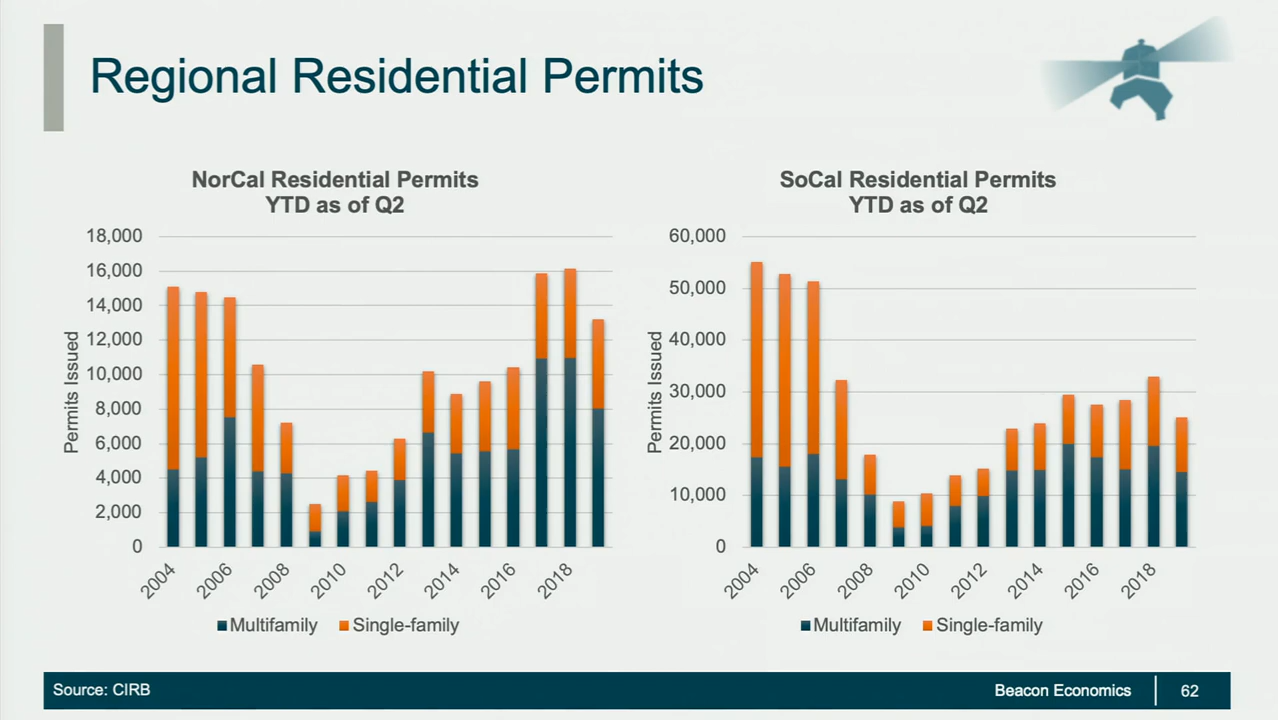 Regional Residential Permits
NorCal Residential Permits
YTD as of Q2
18,000
16,000
14,000
12,000
10,000
8,000
6,000
4,000
2,000
0
Permits Issued
2004
2006
2008
2010
2012
2014
2016
2018
Multifamily
Single-family
SoCal Residential Permits
YTD as of Q2
60,000
50,000
40,000
30,000
20,000
10,000
0
Permits Issued
2004
2006
2008
2010
2012
2014
2016
2018
Multifamily
Single-family
Source: CIRB
Beacon Economics
62